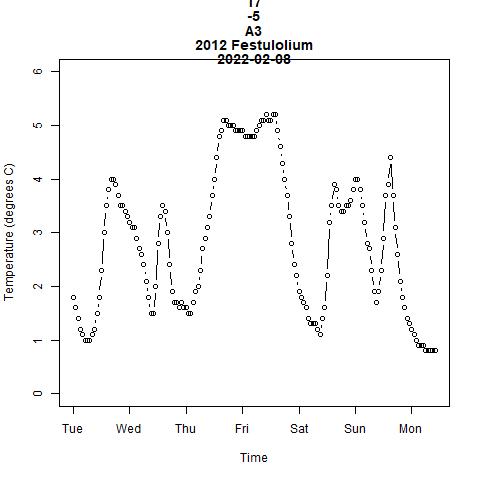 17
-5
A3
2012 Festulolium
2022-02-08
6
5
4
3
2
1
0
Temperature (degrees C)
Tue Wed Thu Fri Sat Sun Mon
Time